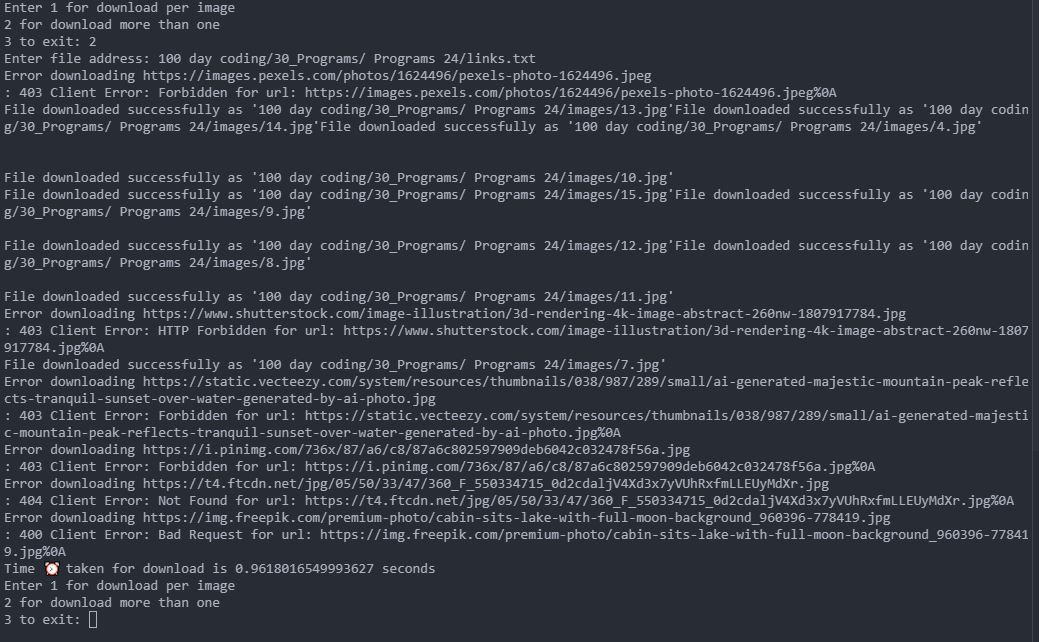 Enter 1 for download per image
2 for download more than one
3 to exit: 2
Enter file address: 100 day coding/30_Programs/ Programs 24/links.txt
Error downloading https://images.pexels.com/photos/1624496/pexels-photo-1624496.jpeg
: 403 Client Error: Forbidden for url: https://images.pexels.com/photos/1624496/pexels-photo-1624496.jpeg%0A
File downloaded successfully as '100 day coding/30_Programs/ Programs 24/images/13.jpg'File downloaded successfully as '100 day codin
g/30_Programs/ Programs 24/images/14.jpg'File downloaded successfully as '100 day coding/30_Programs/ Programs 24/images/4.jpg'
File downloaded successfully as '100 day coding/30_Programs/ Programs 24/images/10.jpg'
File downloaded successfully as '100 day coding/30_Programs/ Programs 24/images/15.jpg'File downloaded successfully as '100 day codin
g/30_Programs/ Programs 24/images/9.jpg'
File downloaded successfully as '100 day coding/30_Programs/ Programs 24/images/12.jpg'File downloaded successfully as '100 day codin
g/30_Programs/ Programs 24/images/8.jpg'
File downloaded successfully as '100 day coding/30_Programs/ Programs 24/images/11.jpg'
Error downloading https://www.shutterstock.com/image-illustration/3d-rendering-4k-image-abstract-260nw-1807917784.jpg
: 403 Client Error: HTTP Forbidden for url: https://www.shutterstock.com/image-illustration/3d-rendering-4k-image-abstract-260nw-1807
917784.jpg%0A
File downloaded successfully as '100 day coding/30_Programs/ Programs 24/images/7.jpg'
Error downloading https://static.vecteezy.com/system/resources/thumbnails/038/987/289/small/ai-generated-majestic-mountain-peak-refle
cts-tranquil-sunset-over-water-generated-by-ai-photo.jpg
: 403 Client Error: Forbidden for url: https://static.vecteezy.com/system/resources/thumbnails/038/987/289/small/ai-generated-majesti
c-mountain-peak-reflects-tranquil-sunset-over-water-generated-by-ai-photo.jpg%0A
Error downloading https://i.pinimg.com/736x/87/a6/c8/87a6c802597909deb6042c032478f56a.jpg
: 403 Client Error: Forbidden for url: https://i.pinimg.com/736x/87/a6/c8/87a6c802597909deb6042c032478f56a.jpg%0A
Error downloading https://t4.ftcdn.net/jpg/05/50/33/47/360_F_550334715_0d2cdaljV4Xd3x7yVUhRxfmLLEUyMdXr.jpg
: 404 Client Error: Not Found for url: https://t4.ftcdn.net/jpg/05/50/33/47/360_F_550334715_0d2cdaljV4Xd3x7yVUhRxfmLLEUyMdXr.jpg%0A
Error downloading https://img.freepik.com/premium-photo/cabin-sits-lake-with-full-moon-background_960396-778419.jpg
: 400 Client Error: Bad Request for url: https://img.freepik.com/premium-photo/cabin-sits-lake-with-full-moon-background_960396-77841
9.jpg%0A
Time ⏰ taken for download is 0.9618016549993627 seconds
Enter 1 for download per image
2 for download more than one
3 to exit: